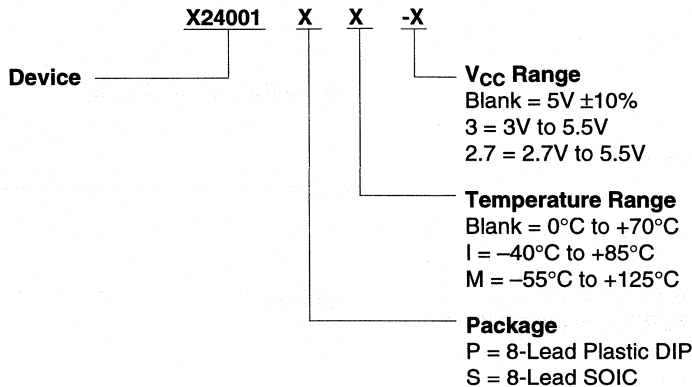 X24001 X X -X
Device
VCC Range
Blank = 5V ±10%
3 = 3V to 5.5V
2.7 = 2.7V to 5.5V
Temperature Range
Blank = 0°C to +70°C
I = –40°C to +85°C
M = –55°C to +125°C
Package
P = 8-Lead Plastic DIP
S = 8-Lead SOIC